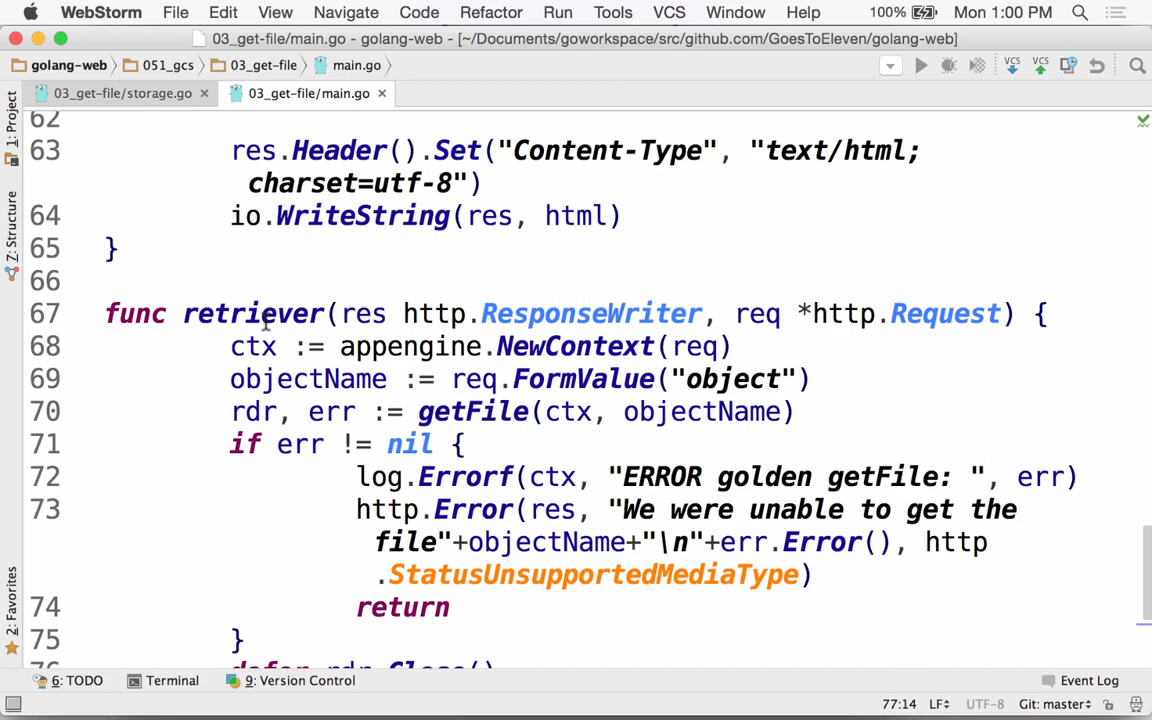 WebStorm File Edit View Navigate Code Refactor Run Tools VCS Window Help 100% Mon 1:00 PM
03_get-file/main.go - golang-web - [~/Documents/goworkspace/src/github.com/GoesToEleven/golang-web]
golang-web 051_gcs 03_get-file main.go VCS VCS
03_get-file/storage.go 03_get-file/main.go
1: Project
Z: Structure
2: Favorites
62
63 res.Header().Set("Content-Type", "text/html;
charset=utf-8")
64 io.WriteString(res, html)
65 }
66
67 func retriever(res http.ResponseWriter, req *http.Request) {
68 ctx := appengine.NewContext(req)
69 objectName := req.FormValue("object")
70 rdr, err := getFile(ctx, objectName)
71 if err != nil {
72 log.Errorf(ctx, "ERROR golden getFile: ", err)
73 http.Error(res, "We were unable to get the
file"+objectName+"\n"+err.Error(), http
.StatusUnsupportedMediaType)
74 return
75 }
76 defer rdr.Close()
6: TODO Terminal 9: Version Control Event Log
77:14 LF UTF-8 Git: master